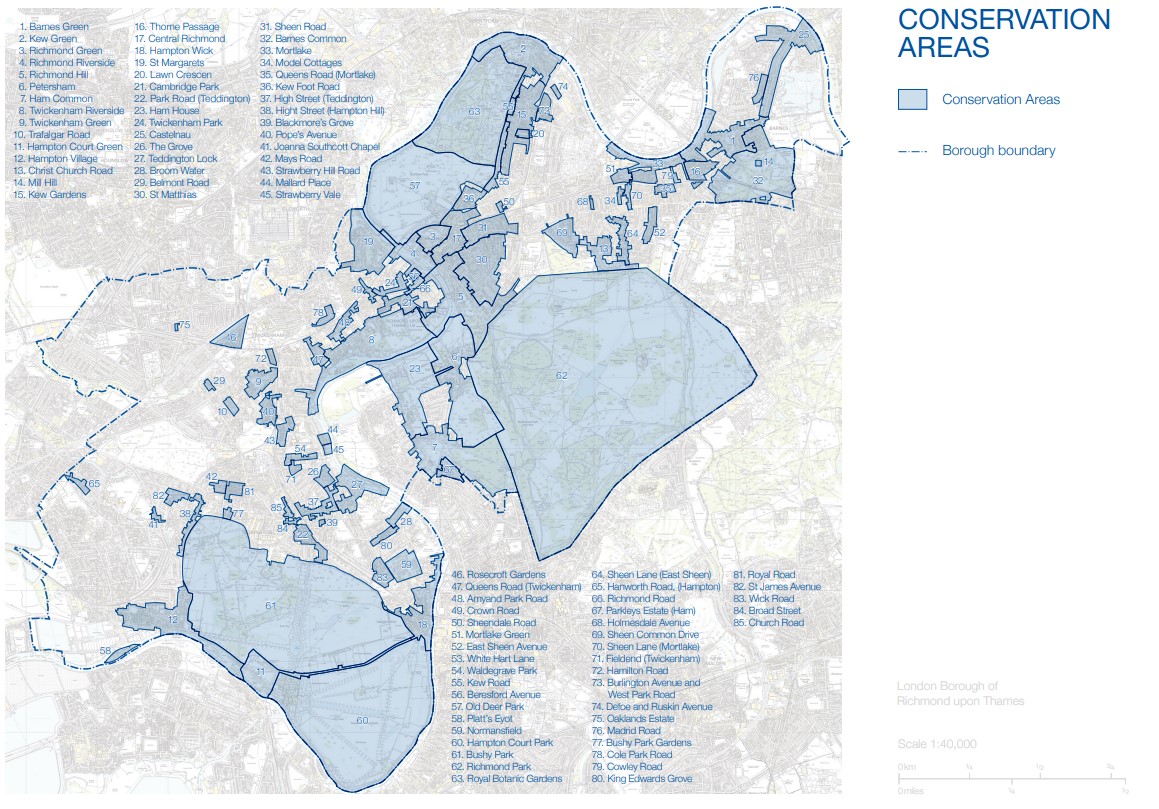 CONSERVATION
AREAS
Conservation Areas
Borough boundary
1. Barnes Green
2. Kew Green
3. Richmond Green
4. Richmond Riverside
5. Richmond Hill
6. Petersham
7. Ham Common
8. Twickenham Riverside
9. Twickenham Green
10. Trafalgar Road
11. Hampton Court Green
12. Hampton Village
13. Christ Church Road
14. Mill Hill
15. Kew Gardens
16. Thorne Passage
17. Central Richmond
18. Hampton Wick
19. St Margarets
20. Lawn Crescen
21. Cambridge Park
22. Park Road (Teddington)
23. Ham House
24. Twickenham Park
25. Castelnau
26. The Grove
27. Teddington Lock
28. Broom Water
29. Belmont Road
30. St Matthias
31. Sheen Road
32. Barnes Common
33. Mortlake
34. Model Cottages
35. Queens Road (Mortlake)
36. Kew Foot Road
37. High Street (Teddington)
38. Hight Street (Hampton Hill)
39. Blackmore's Grove
40. Pope's Avenue
41. Joanna Southcott Chapel
42. Mays Road
43. Strawberry Hill Road
44. Mallard Place
45. Strawberry Vale
46. Rosecroft Gardens
47. Queens Road (Twickenham)
48. Amyand Park Road
49. Crown Road
50. Sheendale Road
51. Mortlake Green
52. East Sheen Avenue
53. White Hart Lane
54. Waldegrave Park
55. Kew Road
56. Beresford Avenue
57. Old Deer Park
58. Platt's Eyot
59. Normansfield
60. Hampton Court Park
61. Bushy Park
62. Richmond Park
63. Royal Botanic Gardens
64. Sheen Lane (East Sheen)
65. Hanworth Road, (Hampton)
66. Richmond Road
67. Parkleys Estate (Ham)
68. Holmesdale Avenue
69. Sheen Common Drive
70. Sheen Lane (Mortlake)
71. Fieldend (Twickenham)
72. Hamilton Road
73. Burlington Avenue and
West Park Road
74. Defoe and Ruskin Avenue
75. Oaklands Estate
76. Madrid Road
77. Bushy Park Gardens
78. Cole Park Road
79. Cowley Road
80. King Edwards Grove
81. Royal Road
82. St James Avenue
83. Wick Road
84. Broad Street
85. Church Road
2
25
74
76
63
15
20
1
14
32
16
51
57
55
36
50
68
34
70
31
69
64
52
13
19
3
17
4
30
24
66
49
21
5
78
75
46
8
72
23
6
62
29
9
10
40
43
44
45
54
7
71
26
27
65
42
82
81
38
77
41
85
37
39
84
22
28
80
59
83
61
12
18
58
11
60
London Borough of
Richmond upon Thames
Scale 1:40,000
0 km
¼
½
¾
0 miles
¼
½